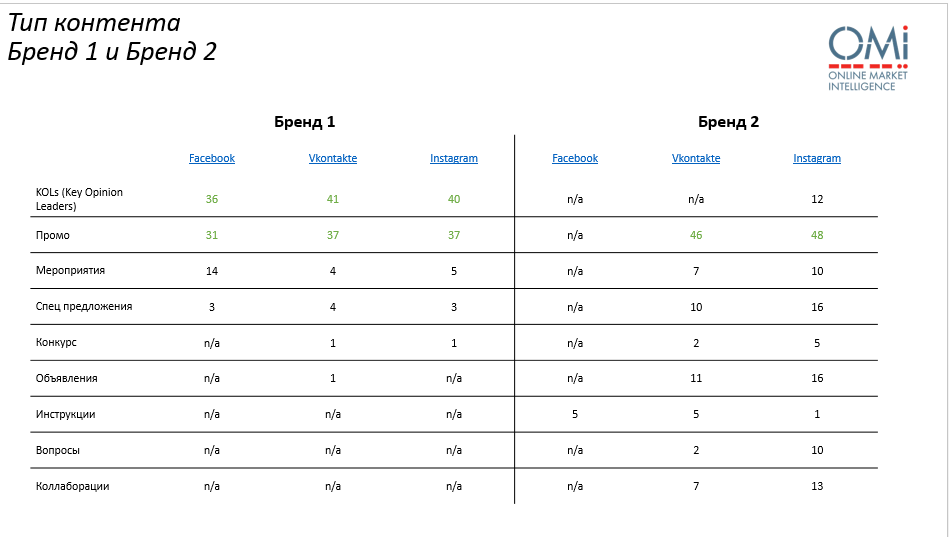 Тип контента
Бренд 1 и Бренд 2
OMi
ONLINE MARKET
INTELLIGENCE
Бренд 1 Бренд 2
Facebook Vkontakte Instagram Facebook Vkontakte Instagram
KOLs (Key Opinion
Leaders) 36 41 40 n/a n/a 12
Промо 31 37 37 n/a 46 48
Мероприятия 14 4 5 n/a 7 10
Спец предложения 3 4 3 n/a 10 16
Конкурс n/a 1 1 n/a 2 5
Объявления n/a 1 n/a n/a 11 16
Инструкции n/a n/a n/a 5 5 1
Вопросы n/a n/a n/a n/a 2 10
Коллаборации n/a n/a n/a n/a 7 13